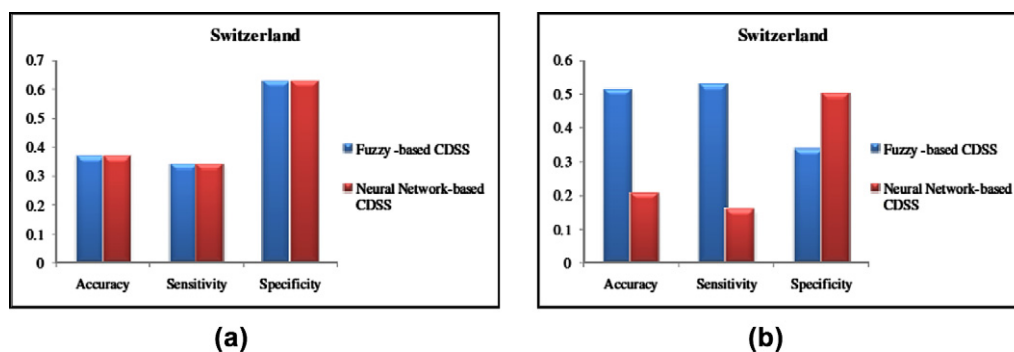 Switzerland
0.7
0.6
0.5
0.4
0.3
0.2
0.1
0
Accuracy Sensitivity Specificity
Fuzzy -based CDSS
Neural Network-based
CDSS
(a)
Switzerland
0.6
0.5
0.4
0.3
0.2
0.1
0
Accuracy Sensitivity Specificity
Fuzzy -based CDSS
Neural Network-based
CDSS
(b)